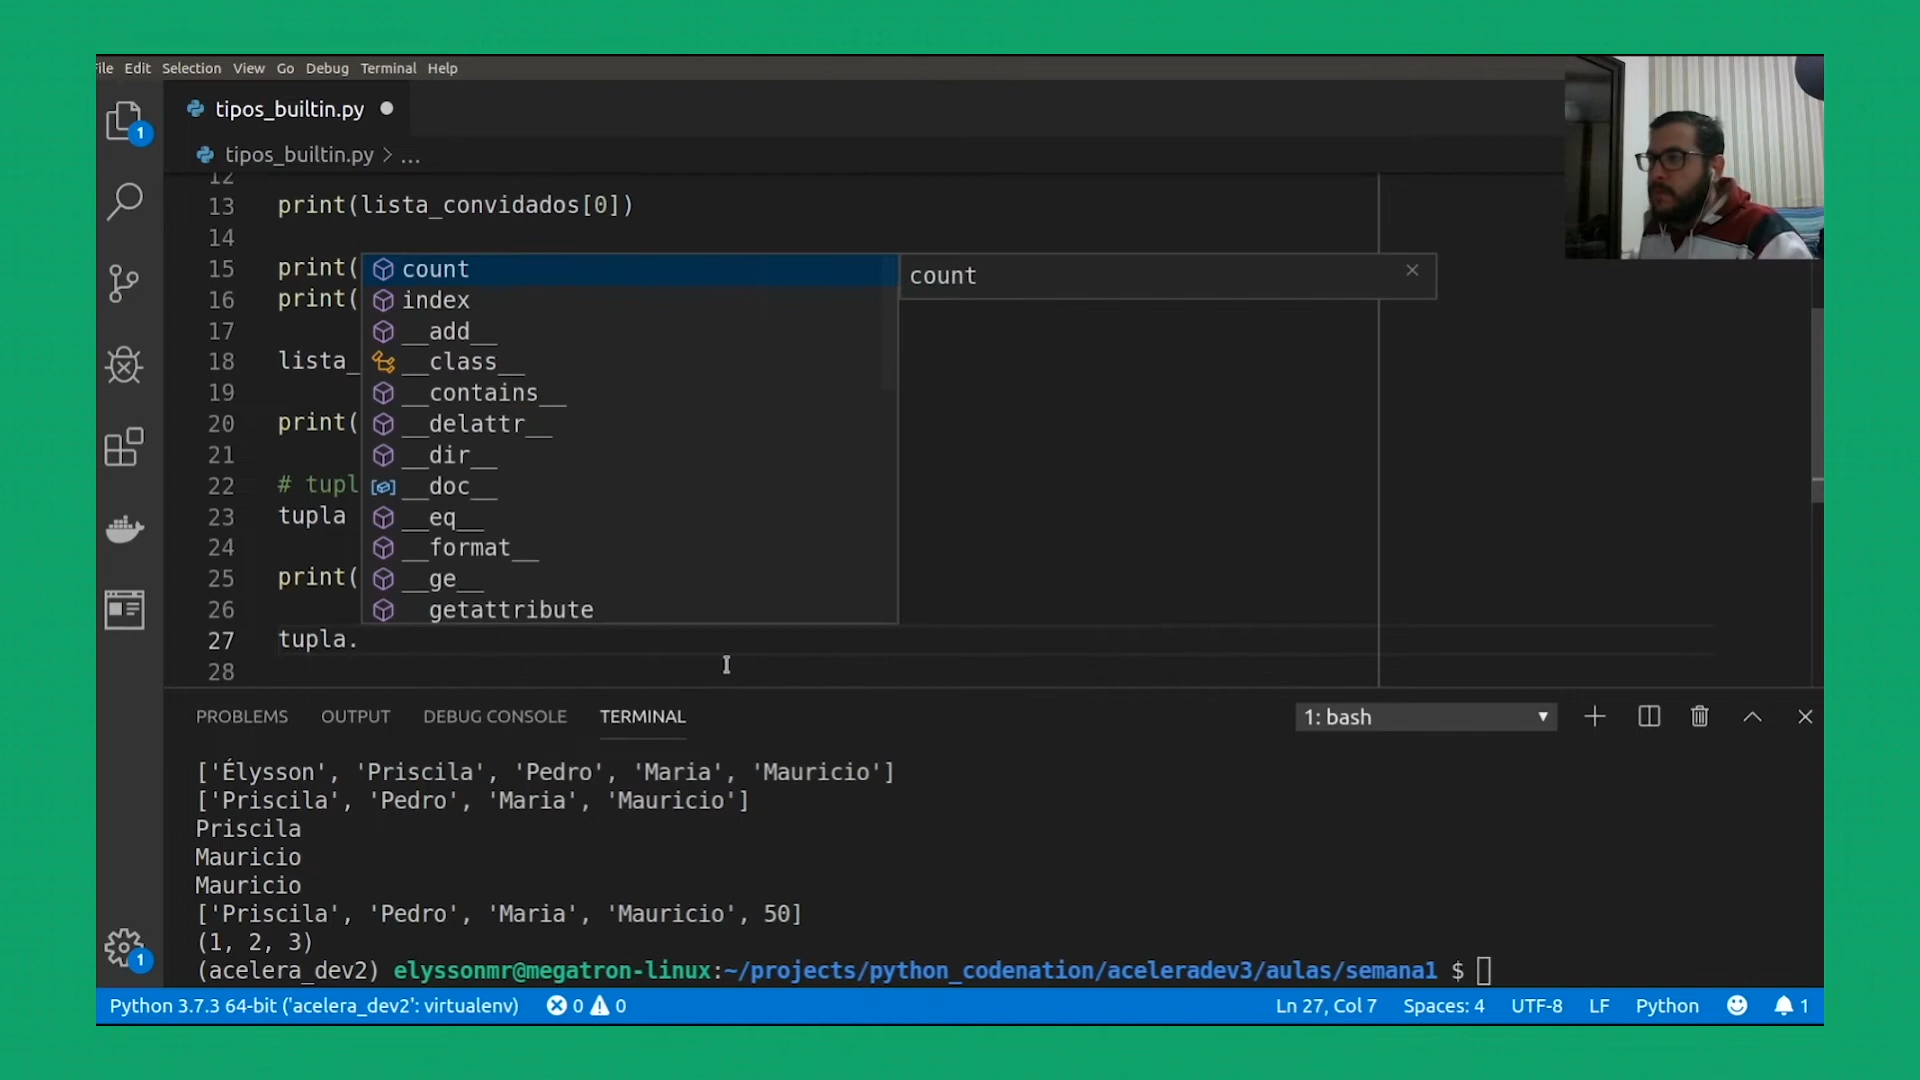 ile Edit Selection View Go Debug Terminal Help
1
tipos_builtin.py
tipos_builtin.py > ...
12
13 print(lista_convidados[0])
14
15 print(
16 print(
17
18 lista_
19
20 print(
21
22 # tupl
23 tupla
24
25 print(
26
27 tupla.
28
count
index
__add__
__class__
__contains__
__delattr__
__dir__
__doc__
__eq__
__format__
__ge__
__getattribute
count
PROBLEMS OUTPUT DEBUG CONSOLE TERMINAL
1: bash
['Élysson', 'Priscila', 'Pedro', 'Maria', 'Mauricio']
['Priscila', 'Pedro', 'Maria', 'Mauricio']
Priscila
Mauricio
Mauricio
['Priscila', 'Pedro', 'Maria', 'Mauricio', 50]
(1, 2, 3)
(acelera_dev2) elyssonmr@megatron-linux:~/projects/python_codenation/aceleradev3/aulas/semana1 $
1
Python 3.7.3 64-bit ('acelera_dev2': virtualenv) 0 0
Ln 27, Col 7 Spaces: 4 UTF-8 LF Python 1